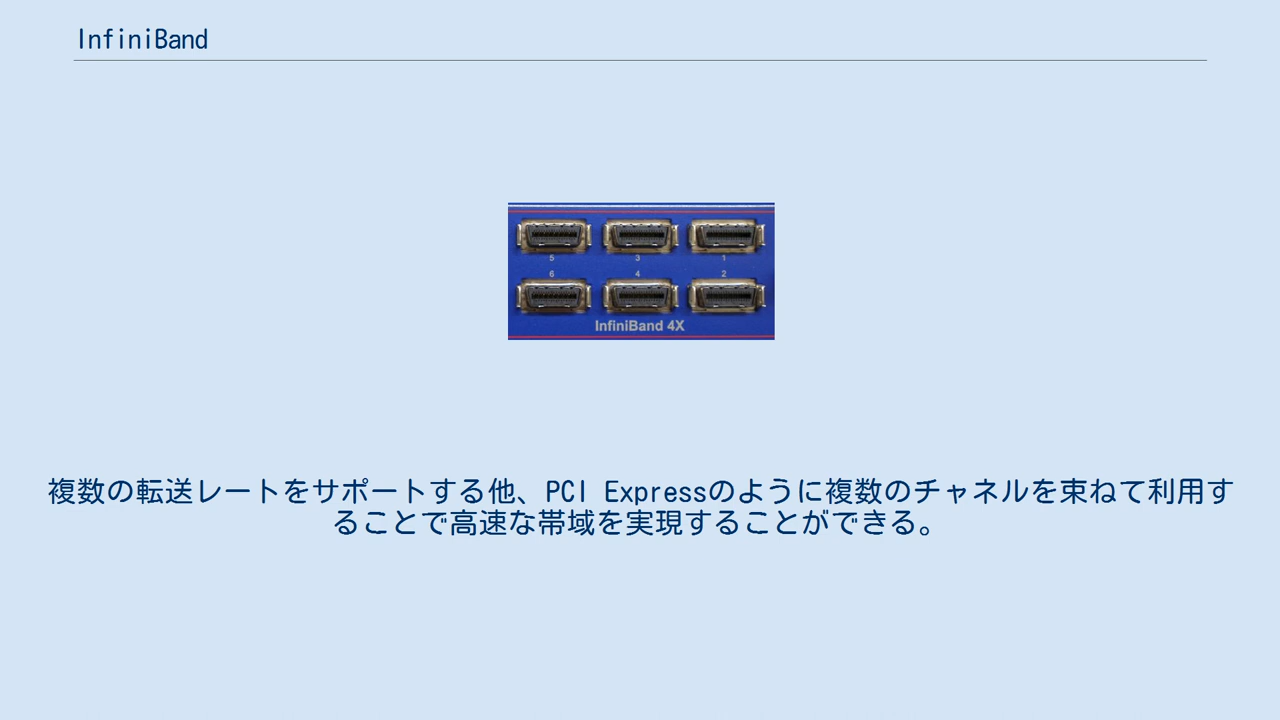 InfiniBand
5 3 1
6 4 2
InfiniBand 4X
複数の転送レートをサポートする他、PCI Expressのように複数のチャネルを束ねて利用す
ることで高速な帯域を実現することができる。